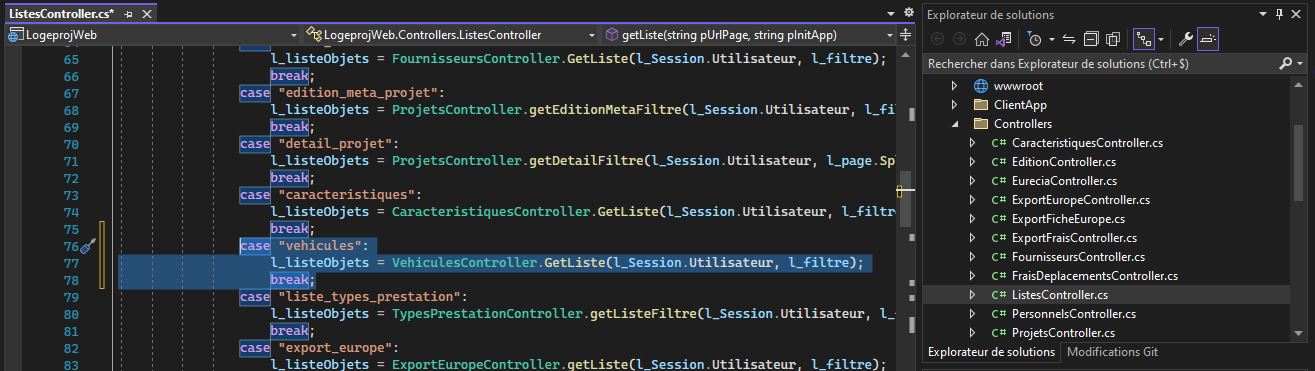 ListesController.cs*
LogeprojWeb
LogeprojWeb.Controllers.ListesController
getListe(string pUrlPage, string pInitApp)
65 l_listeObjets = FournisseursController.GetListe(l_Session.Utilisateur, l_filtre);
66 break;
67 case "edition_meta_projet":
68 l_listeObjets = ProjetsController.getEditionMetaFiltre(l_Session.Utilisateur, l_fil
69 break;
70 case "detail_projet":
71 l_listeObjets = ProjetsController.getDetailFiltre(l_Session.Utilisateur, l_page.Sp
72 break;
73 case "caracteristiques":
74 l_listeObjets = CaracteristiquesController.GetListe(l_Session.Utilisateur, l_filtre
75 break;
76 case "vehicules":
77 l_listeObjets = VehiculesController.GetListe(l_Session.Utilisateur, l_filtre);
78 break;
79 case "liste_types_prestation":
80 l_listeObjets = TypesPrestationController.getListeFiltre(l_Session.Utilisateur, l_
81 break;
82 case "export_europe":
83 l_listeObjets = ExportEuropeController.getListe(l_Session.Utilisateur, l_filtre);
Explorateur de solutions
Rechercher dans Explorateur de solutions (Ctrl+$)
wwwroot
ClientApp
Controllers
C# CaracteristiquesController.cs
C# EditionController.cs
C# EureciaController.cs
C# ExportEuropeController.cs
C# ExportFicheEurope.cs
C# ExportFraisController.cs
C# FournisseursController.cs
C# FraisDeplacementsController.cs
C# ListesController.cs
C# PersonnelsController.cs
C# ProjetsController.cs
Explorateur de solutions
Modifications Git